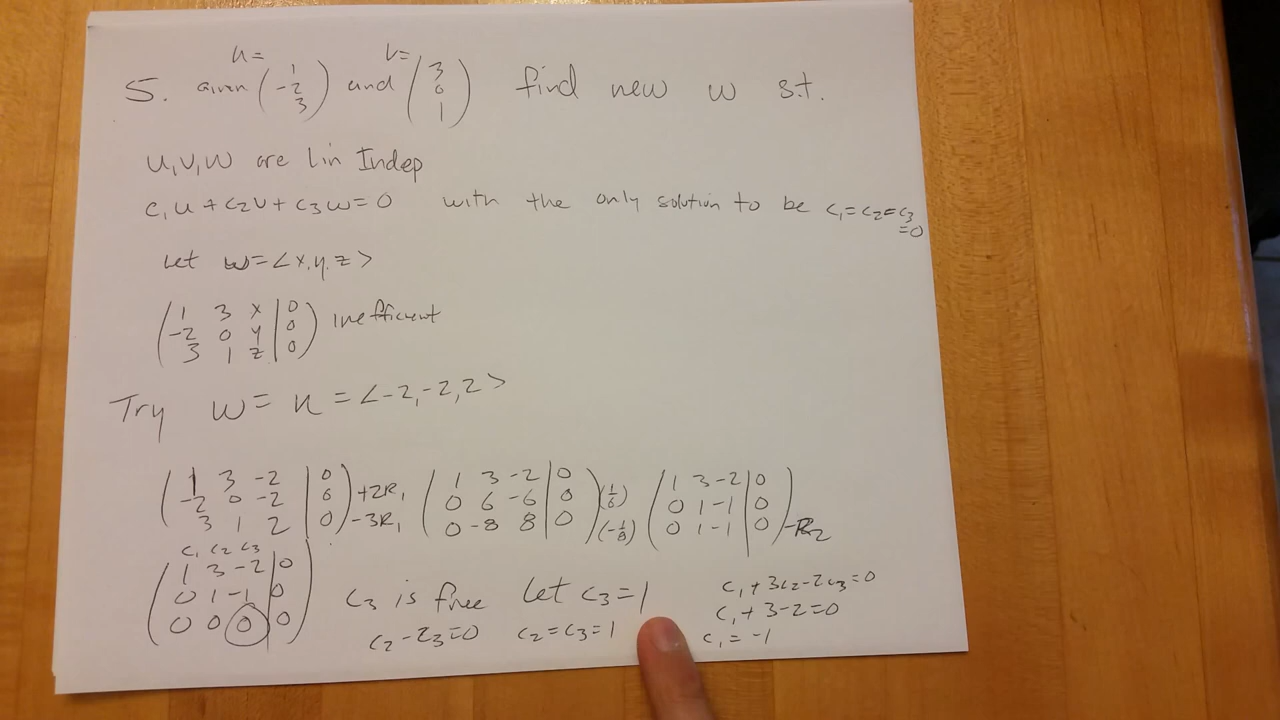 u= v=
5. given (1 -2 3) and (3 0 1) find new w s.t.
u,v,w are lin Indep
c₁u+c₂v+c₃w=0 with the only solution to be c₁=c₂=c₃
=0
Let w=<x,y,z>
(1 3 x | 0
-2 0 y | 0
3 1 z | 0) inefficient
Try w = u = <-2,-2,2>
(1 3 -2 | 0 (1 3 -2 | 0 (1 3 -2 | 0
-2 0 -2 | 0 +2R₁ 0 6 -6 | 0 (1/6) 0 1 -1 | 0
3 1 2 | 0) -3R₁ 0 -8 8 | 0) (-1/8) 0 1 -1 | 0) -R₂
c₁ c₂ c₃
(1 3 -2 | 0 c₁+3c₂-2c₃=0
0 1 -1 | 0 c₃ is free Let c₃=1 c₁+3-2=0
0 0 0 | 0) c₂-c₃=0 c₂=c₃=1 c₁=-1